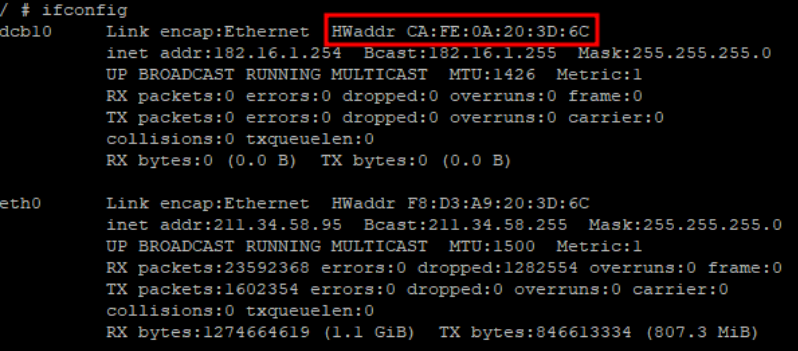 / # ifconfig
dcbl0 Link encap:Ethernet HWaddr CA:FE:0A:20:3D:6C
inet addr:182.16.1.254 Bcast:182.16.1.255 Mask:255.255.255.0
UP BROADCAST RUNNING MULTICAST MTU:1426 Metric:1
RX packets:0 errors:0 dropped:0 overruns:0 frame:0
TX packets:0 errors:0 dropped:0 overruns:0 carrier:0
collisions:0 txqueuelen:0
RX bytes:0 (0.0 B) TX bytes:0 (0.0 B)
eth0 Link encap:Ethernet HWaddr F8:D3:A9:20:3D:6C
inet addr:211.34.58.95 Bcast:211.34.58.255 Mask:255.255.255.0
UP BROADCAST RUNNING MULTICAST MTU:1500 Metric:1
RX packets:23592368 errors:0 dropped:1282554 overruns:0 frame:0
TX packets:1602354 errors:0 dropped:0 overruns:0 carrier:0
collisions:0 txqueuelen:0
RX bytes:1274664619 (1.1 GiB) TX bytes:846613334 (807.3 MiB)